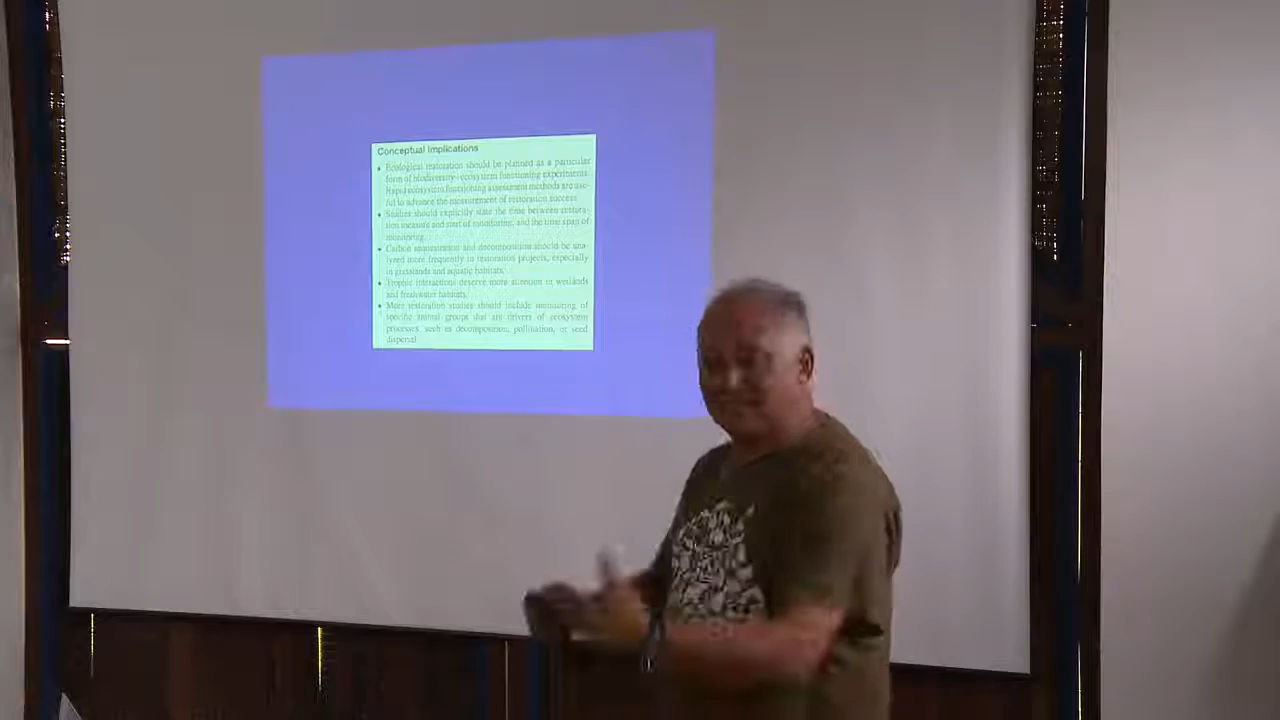 Conceptual Implications
• Ecological restoration should be planned as a particular
form of biodiversity–ecosystem functioning experiments.
Rapid ecosystem functioning assessment methods are use-
ful to advance the measurement of restoration success.
• Studies should explicitly state the time between restora-
tion measure and start of monitoring, and the time span of
monitoring.
• Carbon sequestration and decomposition should be ana-
lyzed more frequently in restoration projects, especially
in grasslands and aquatic habitats.
• Trophic interactions deserve more attention in wetlands
and freshwater habitats.
• More restoration studies should include monitoring of
specific animal groups that are drivers of ecosystem
processes, such as decomposition, pollination, or seed
dispersal.